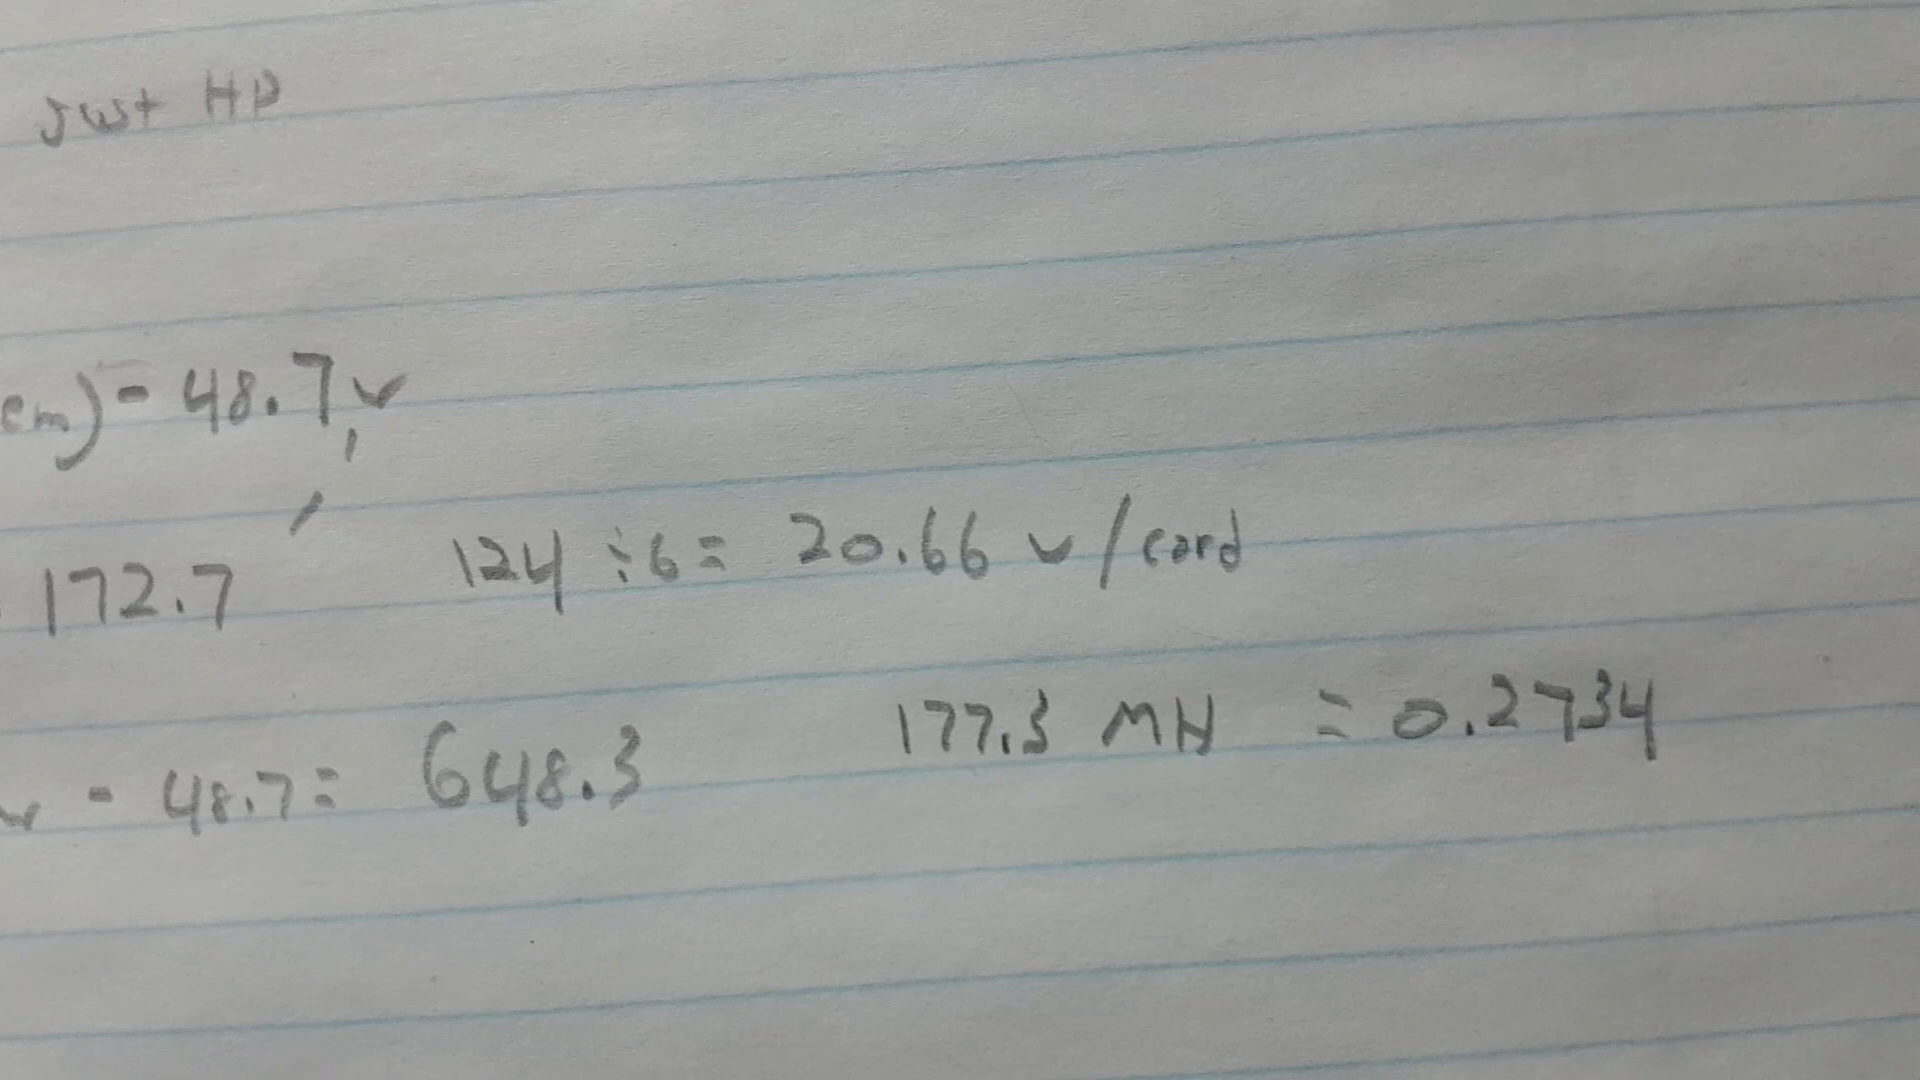 Just HP
em) - 48.7w
172.7 124 ÷ 6 = 20.66 w/card
w - 48.7 = 648.3 177.3 MH = 0.2734